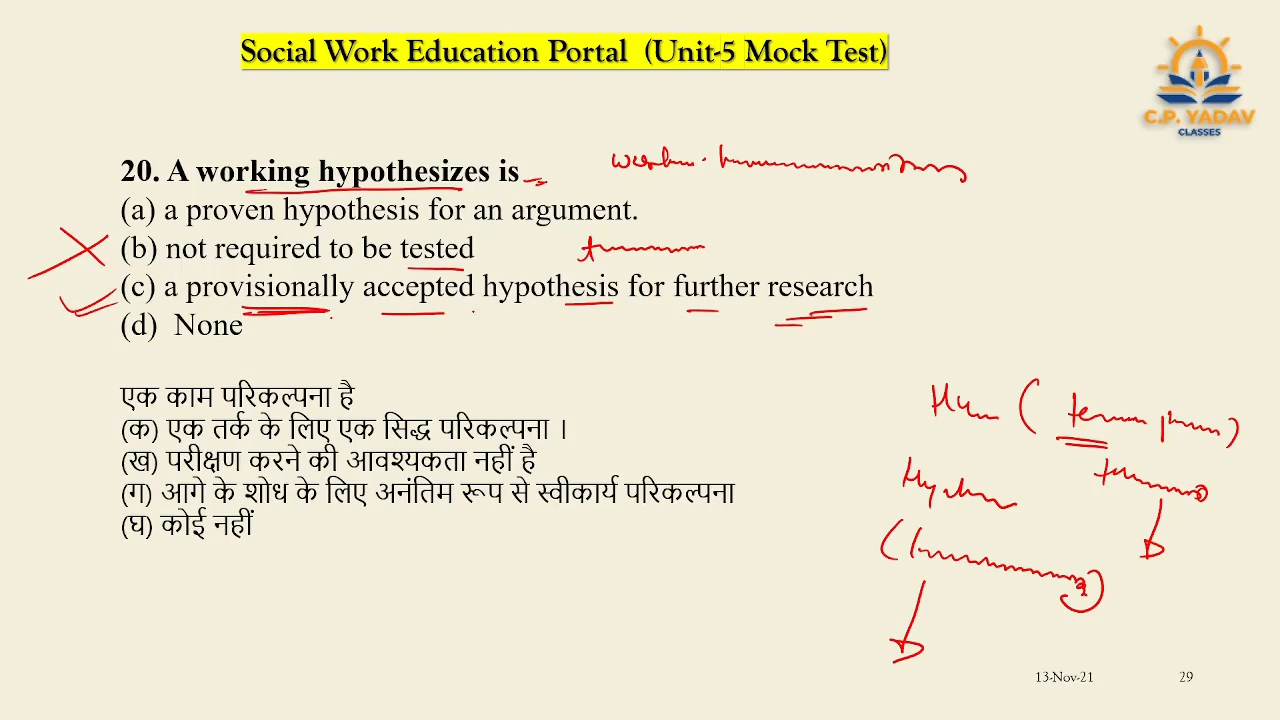 Social Work Education Portal (Unit-5 Mock Test)
C.P. YADAV
CLASSES
20. A working hypothesizes is
(a) a proven hypothesis for an argument.
(b) not required to be tested
(c) a provisionally accepted hypothesis for further research
(d) None
एक काम परिकल्पना है
(क) एक तर्क के लिए एक सिद्ध परिकल्पना ।
(ख) परीक्षण करने की आवश्यकता नहीं है
(ग) आगे के शोध के लिए अनंतिम रूप से स्वीकार्य परिकल्पना
(घ) कोई नहीं
13-Nov-21
29